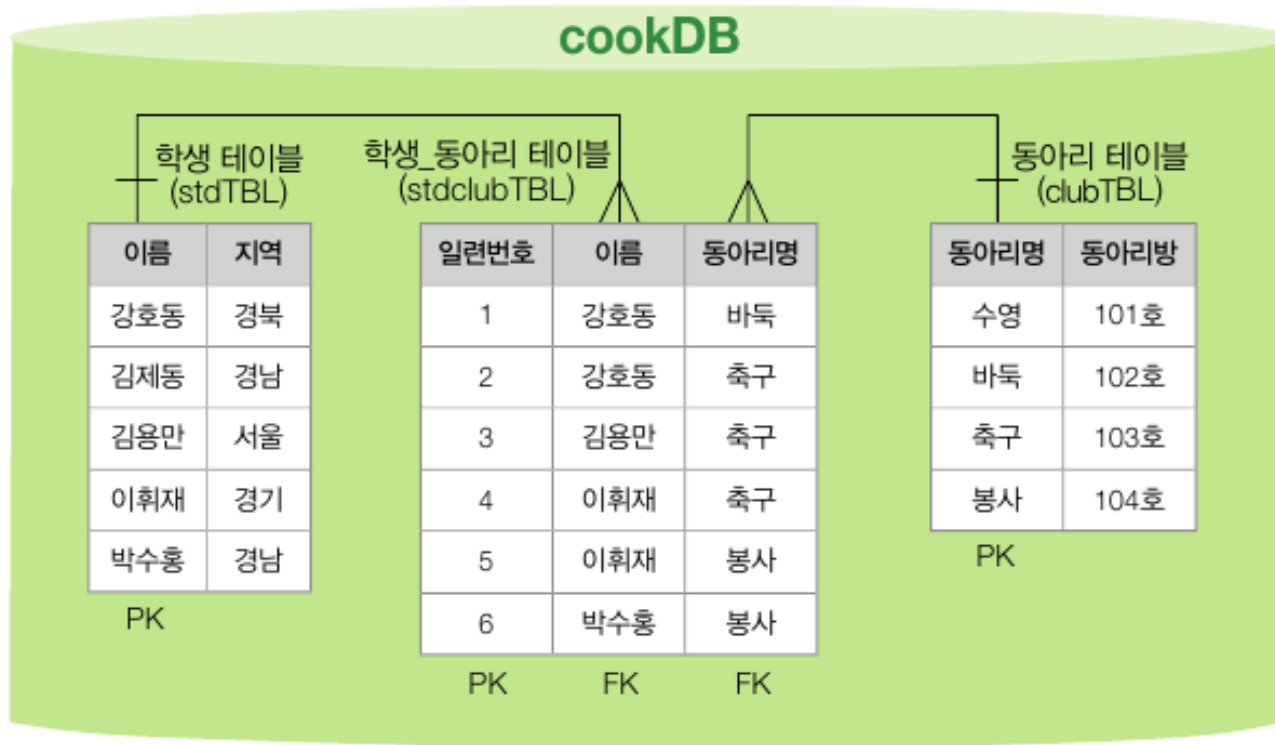 cookDB
학생 테이블
(stdTBL)
학생_동아리 테이블
(stdclubTBL)
동아리 테이블
(clubTBL)
이름 지역
강호동 경북
김제동 경남
김용만 서울
이휘재 경기
박수홍 경남
PK
일련번호 이름 동아리명
1 강호동 바둑
2 강호동 축구
3 김용만 축구
4 이휘재 축구
5 이휘재 봉사
6 박수홍 봉사
PK FK FK
동아리명 동아리방
수영 101호
바둑 102호
축구 103호
봉사 104호
PK